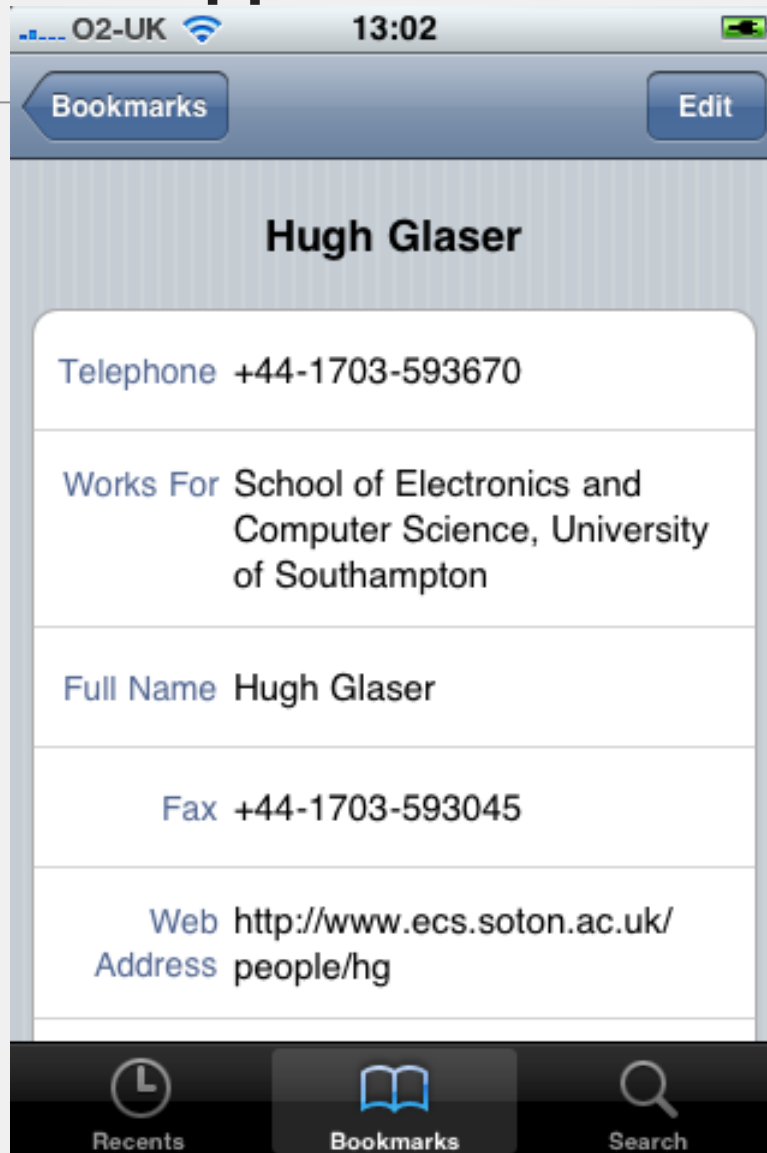 O2-UK 13:02
Bookmarks Edit
Hugh Glaser
Telephone +44-1703-593670
Works For School of Electronics and
Computer Science, University
of Southampton
Full Name Hugh Glaser
Fax +44-1703-593045
Web http://www.ecs.soton.ac.uk/
Address people/hg
Recents Bookmarks Search